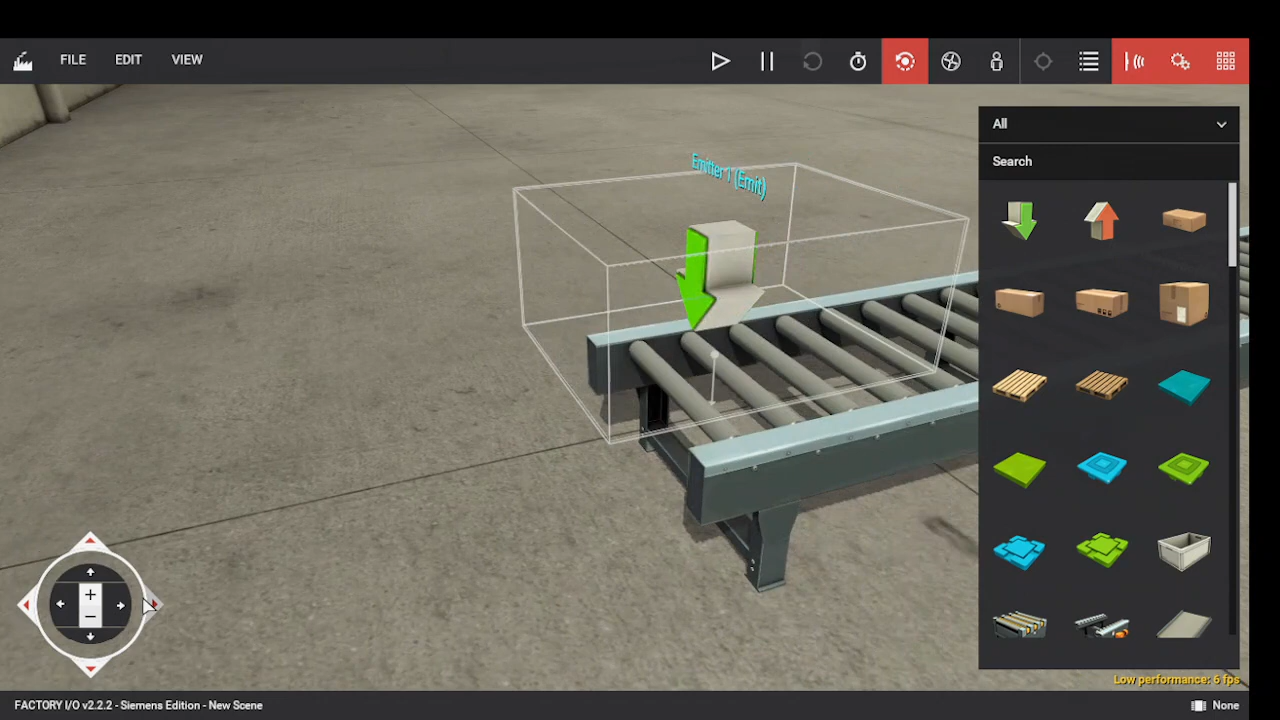 FILE
EDIT
VIEW
All
Search
Emitter 1 (Emit)
+
−
Low performance: 6 fps
FACTORY I/O v2.2.2 - Siemens Edition - New Scene
None